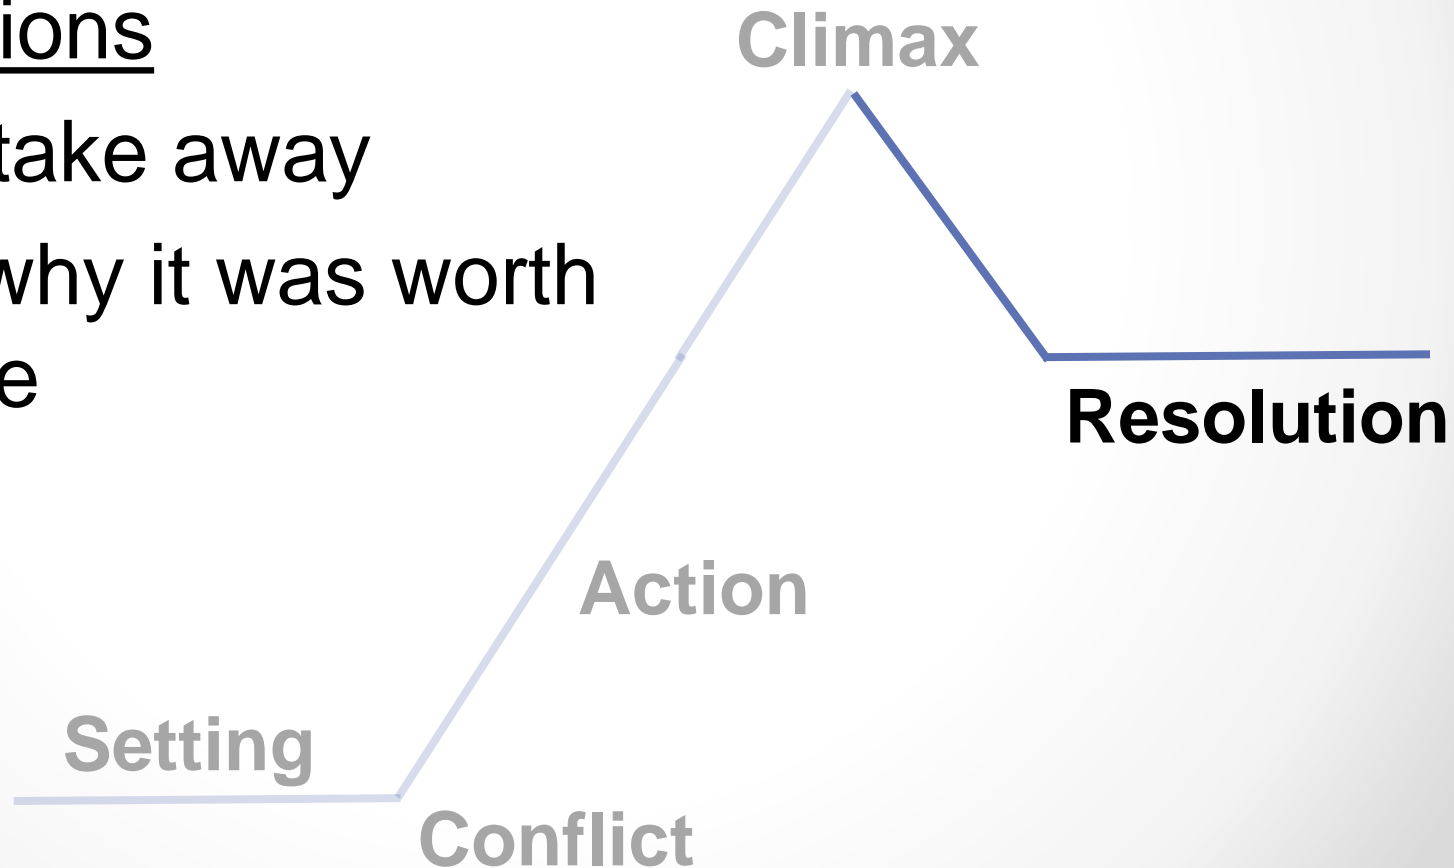 ions
take away
why it was worth
e
Climax
Resolution
Action
Setting
Conflict